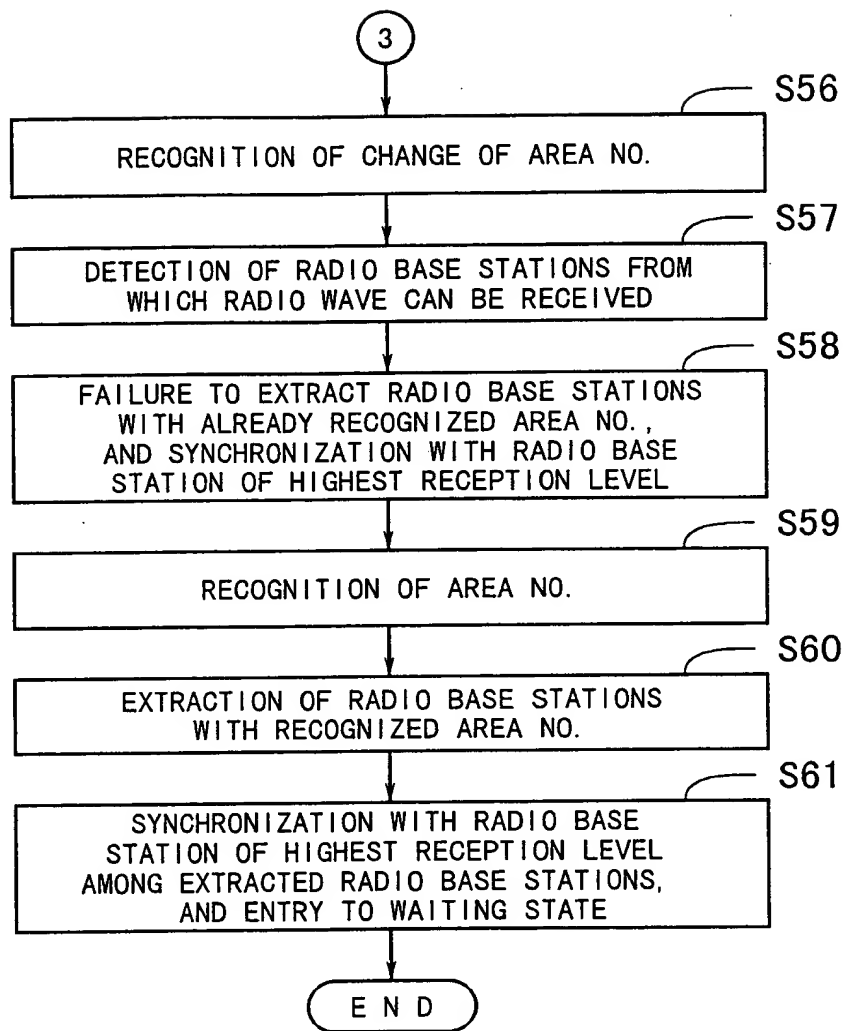 3
S56
RECOGNITION OF CHANGE OF AREA NO.
S57
DETECTION OF RADIO BASE STATIONS FROM
WHICH RADIO WAVE CAN BE RECEIVED
S58
FAILURE TO EXTRACT RADIO BASE STATIONS
WITH ALREADY RECOGNIZED AREA NO.,
AND SYNCHRONIZATION WITH RADIO BASE
STATION OF HIGHEST RECEPTION LEVEL
S59
RECOGNITION OF AREA NO.
S60
EXTRACTION OF RADIO BASE STATIONS
WITH RECOGNIZED AREA NO.
S61
SYNCHRONIZATION WITH RADIO BASE
STATION OF HIGHEST RECEPTION LEVEL
AMONG EXTRACTED RADIO BASE STATIONS,
AND ENTRY TO WAITING STATE
END